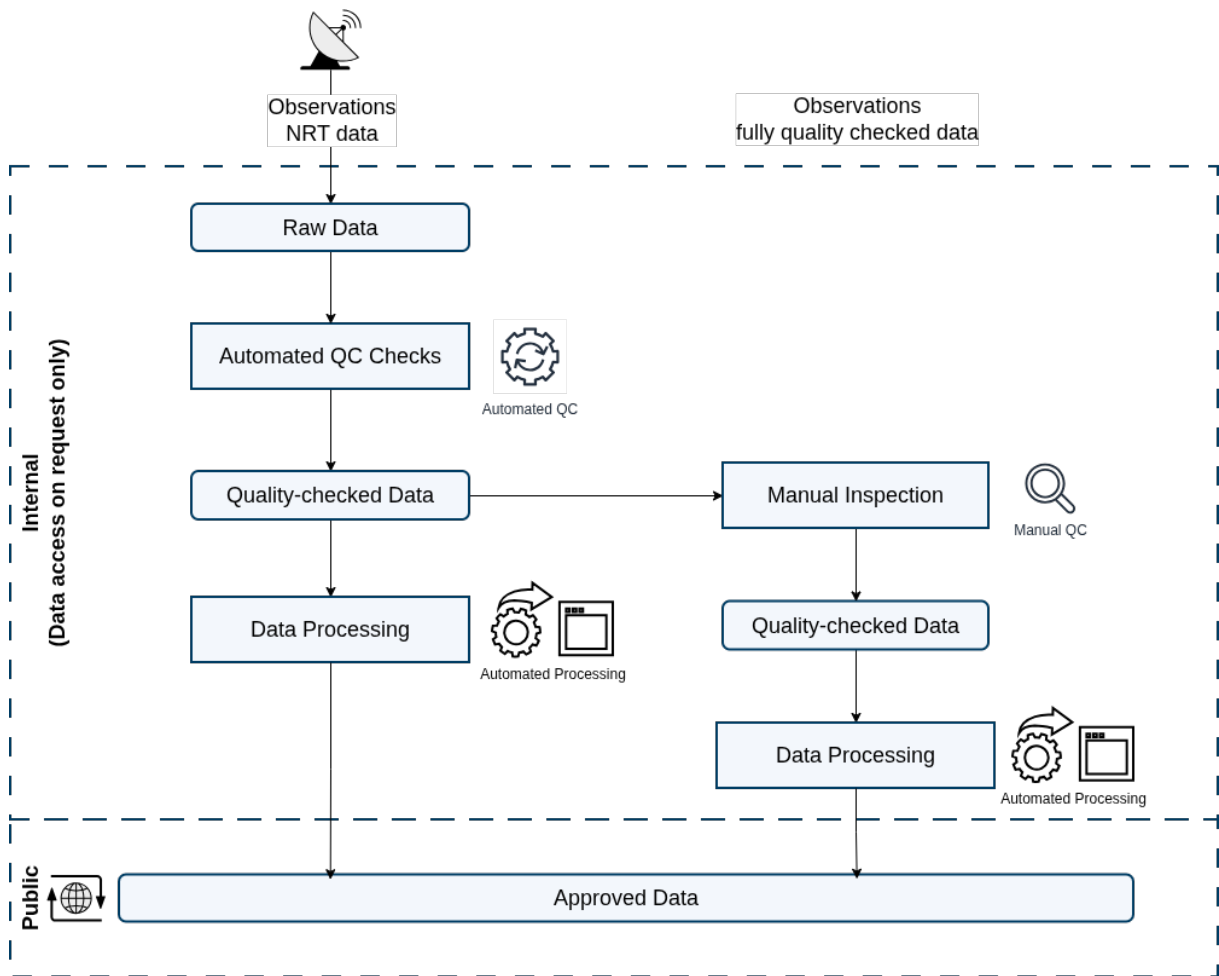 Observations
NRT data
Observations
fully quality checked data
Raw Data
Automated QC Checks
Automated QC
Internal
(Data access on request only)
Quality-checked Data
Manual Inspection
Manual QC
Data Processing
Automated Processing
Quality-checked Data
Data Processing
Automated Processing
Public
Approved Data